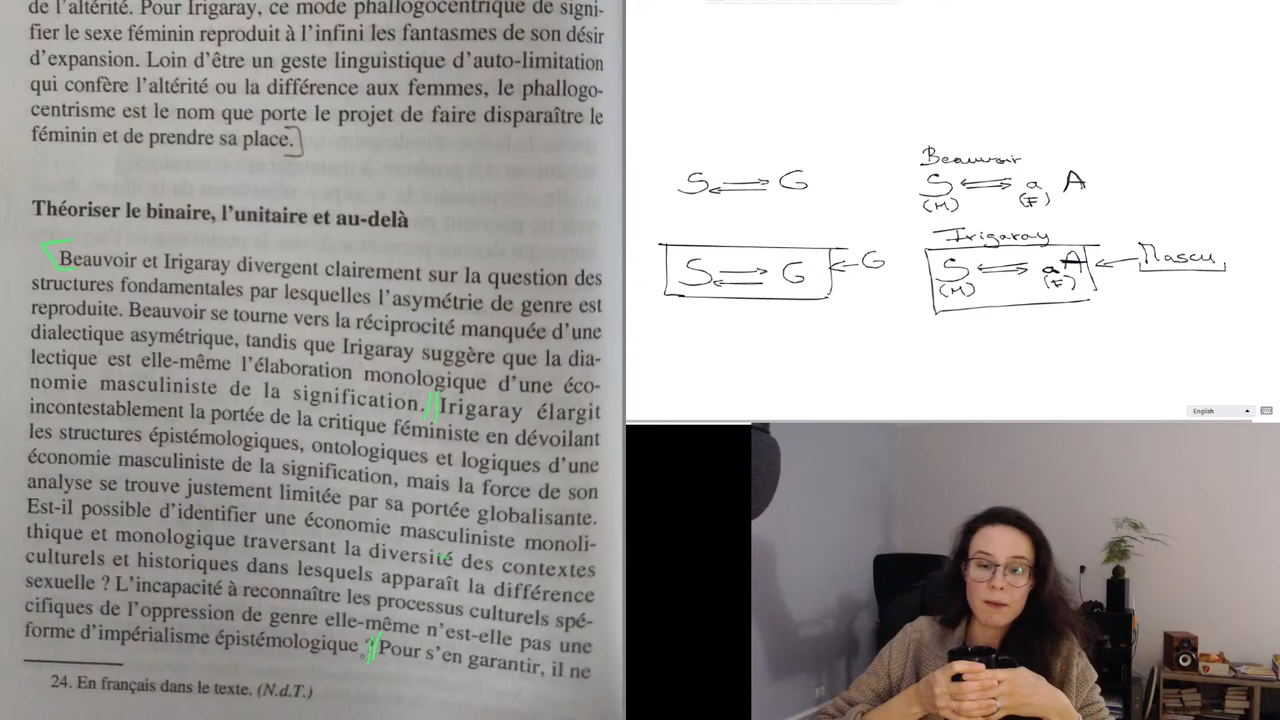 de l'altérité. Pour Irigaray, ce mode phallogocentrique de signi-
fier le sexe féminin reproduit à l'infini les fantasmes de son désir
d'expansion. Loin d'être un geste linguistique d'auto-limitation
qui confère l'altérité ou la différence aux femmes, le phallogo-
centrisme est le nom que porte le projet de faire disparaître le
féminin et de prendre sa place.
Théoriser le binaire, l'unitaire et au-delà
Beauvoir et Irigaray divergent clairement sur la question des
structures fondamentales par lesquelles l'asymétrie de genre est
reproduite. Beauvoir se tourne vers la réciprocité manquée d'une
dialectique asymétrique, tandis que Irigaray suggère que la dia-
lectique est elle-même l'élaboration monologique d'une éco-
nomie masculiniste de la signification. Irigaray élargit
incontestablement la portée de la critique féministe en dévoilant
les structures épistémologiques, ontologiques et logiques d'une
économie masculiniste de la signification, mais la force de son
analyse se trouve justement limitée par sa portée globalisante.
Est-il possible d'identifier une économie masculiniste monoli-
thique et monologique traversant la diversité des contextes
culturels et historiques dans lesquels apparaît la différence
sexuelle ? L'incapacité à reconnaître les processus culturels spé-
cifiques de l'oppression de genre elle-même n'est-elle pas une
forme d'impérialisme épistémologique ? Pour s'en garantir, il ne
24. En français dans le texte. (N.d.T.)
S ⇄ G
S ⇄ G ← G
Beauvoir
S ⇄ a, A
(M) (F)
Irigaray
S ⇄ a A ← Mascu
(M) (F)
English